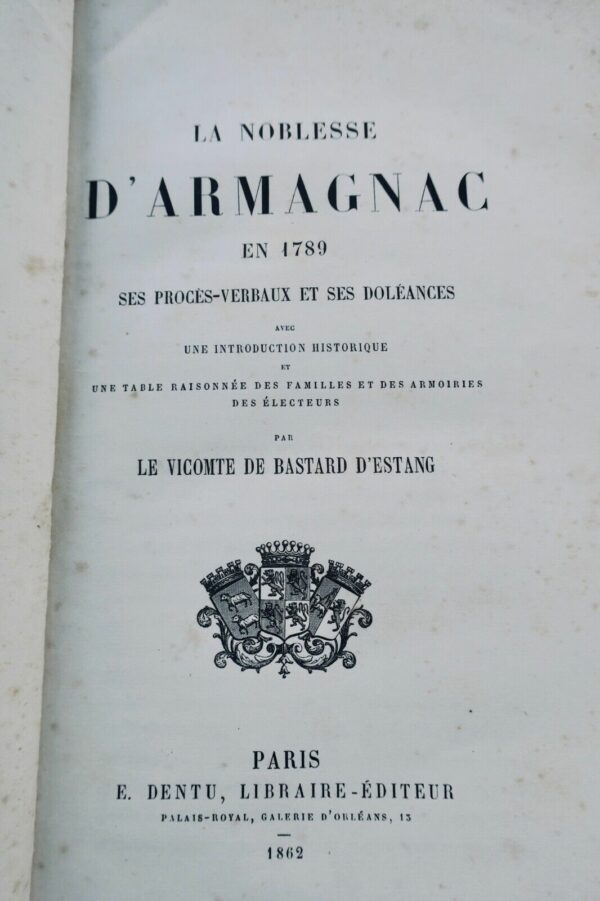 LA NOBLESSE
D'ARMAGNAC
EN 1789
SES PROCÈS-VERBAUX ET SES DOLÉANCES
AVEC
UNE INTRODUCTION HISTORIQUE
ET
UNE TABLE RAISONNÉE DES FAMILLES ET DES ARMOIRIES
DES ÉLECTEURS
PAR
LE VICOMTE DE BASTARD D'ESTANG
PARIS
E. DENTU, LIBRAIRE-ÉDITEUR
PALAIS-ROYAL, GALERIE D'ORLÉANS, 13
1862